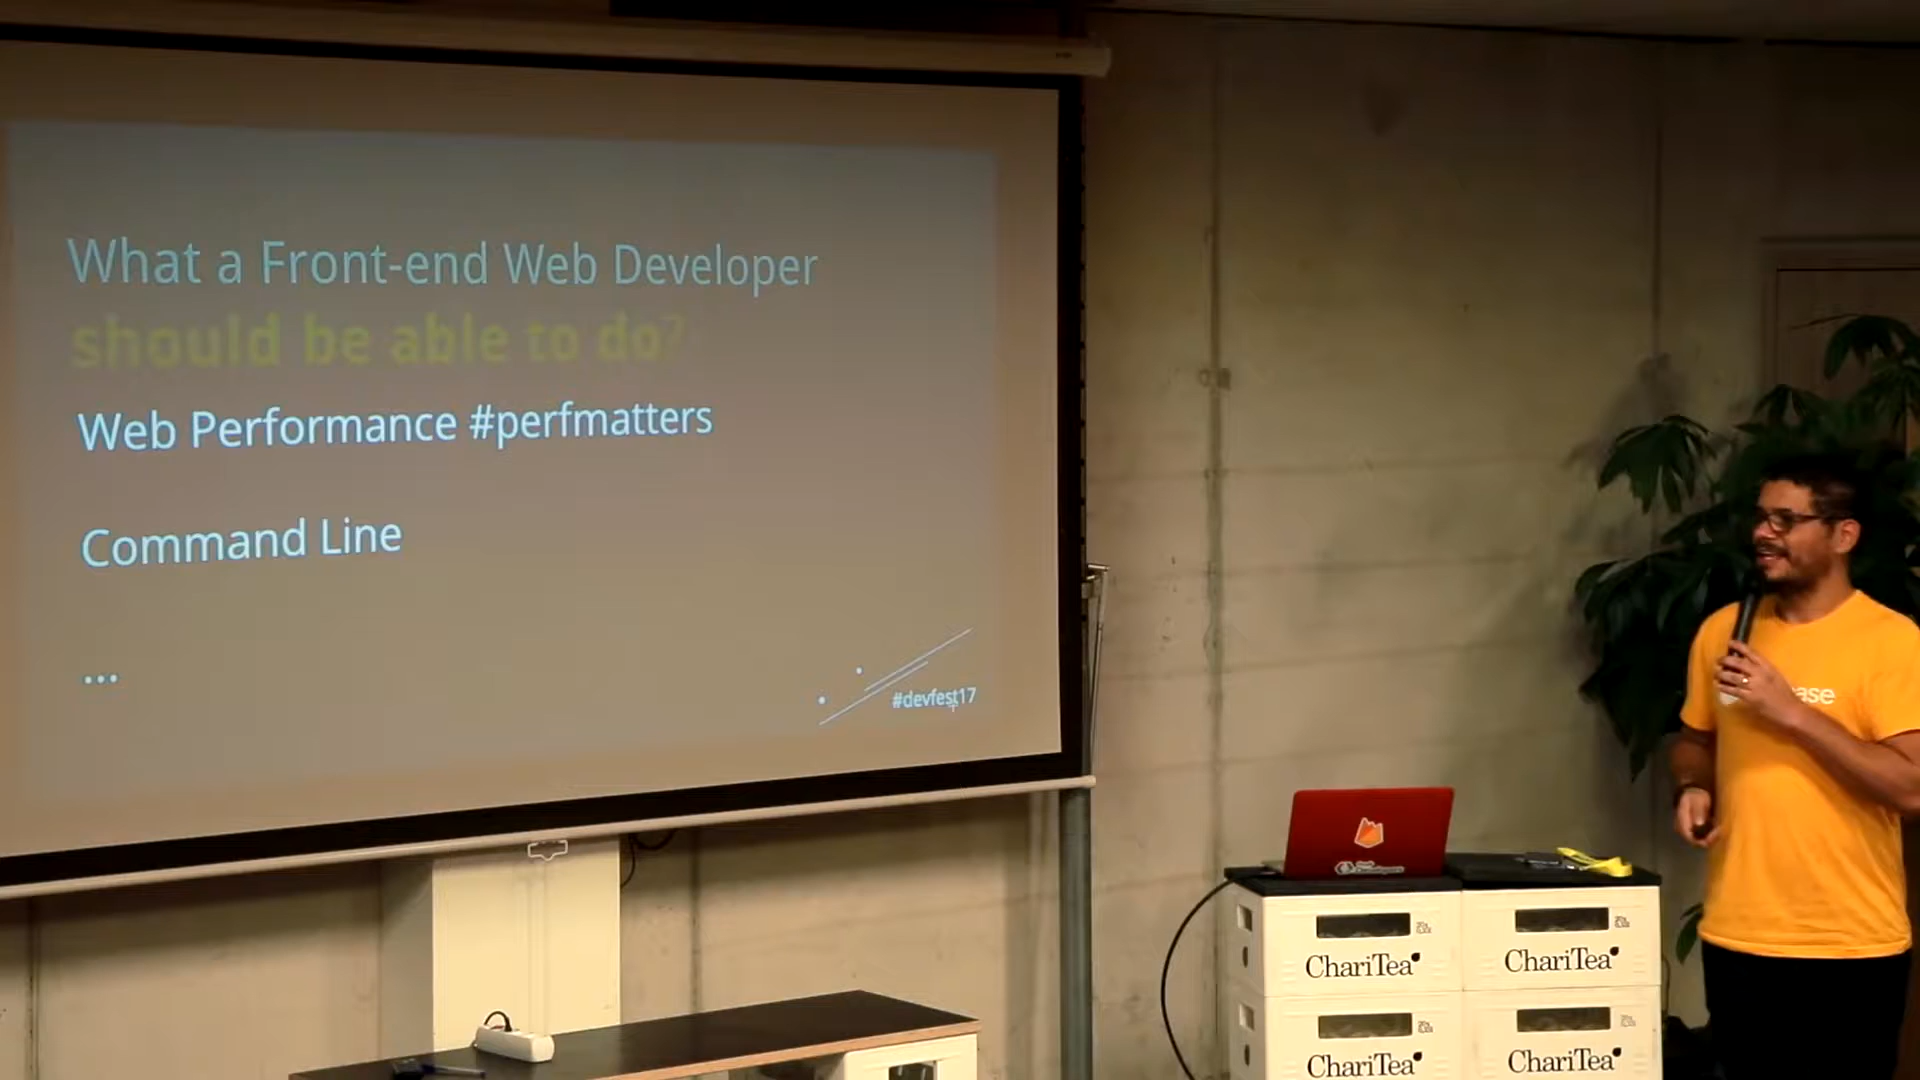 What a Front-end Web Developer
should be able to do?
Web Performance #perfmatters
Command Line
...
#devfest17
ase
ChariTea
ChariTea
ChariTea
ChariTea